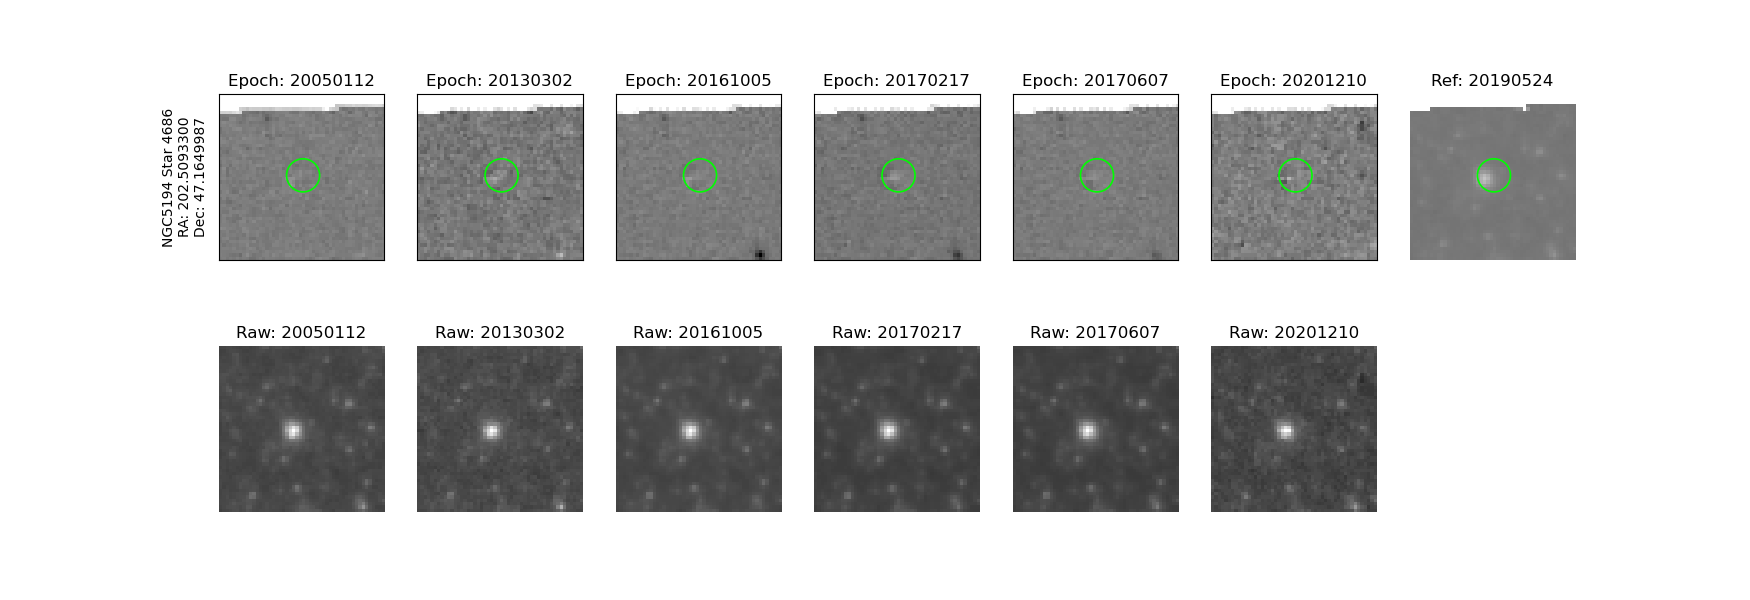 Epoch: 20050112
Epoch: 20130302
Epoch: 20161005
Epoch: 20170217
Epoch: 20170607
Epoch: 20201210
Ref: 20190524
NGC5194 Star 4686
RA: 202.5093300
Dec: 47.1649987
Raw: 20050112
Raw: 20130302
Raw: 20161005
Raw: 20170217
Raw: 20170607
Raw: 20201210